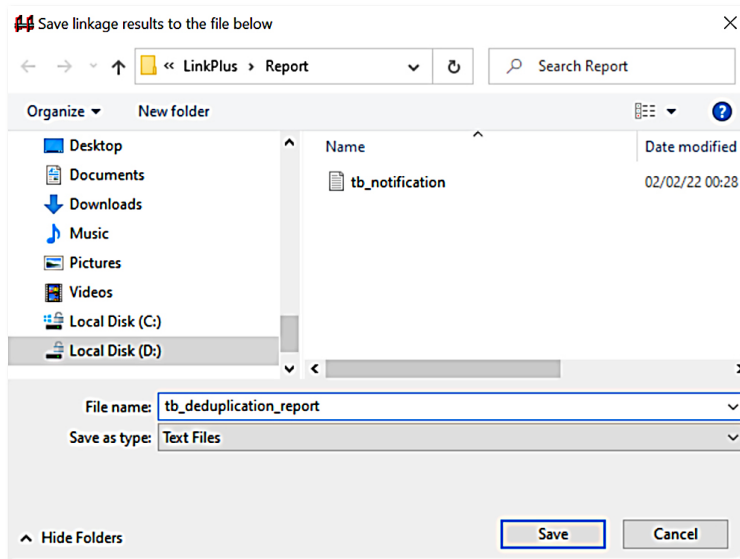 Save linkage results to the file below
« LinkPlus › Report
Search Report
Organize
New folder
?
Name
Date modified
Desktop
Documents
Downloads
Music
Pictures
Videos
Local Disk (C:)
Local Disk (D:)
tb_notification
02/02/22 00:28
File name: tb_deduplication_report
Save as type: Text Files
Hide Folders
Save
Cancel